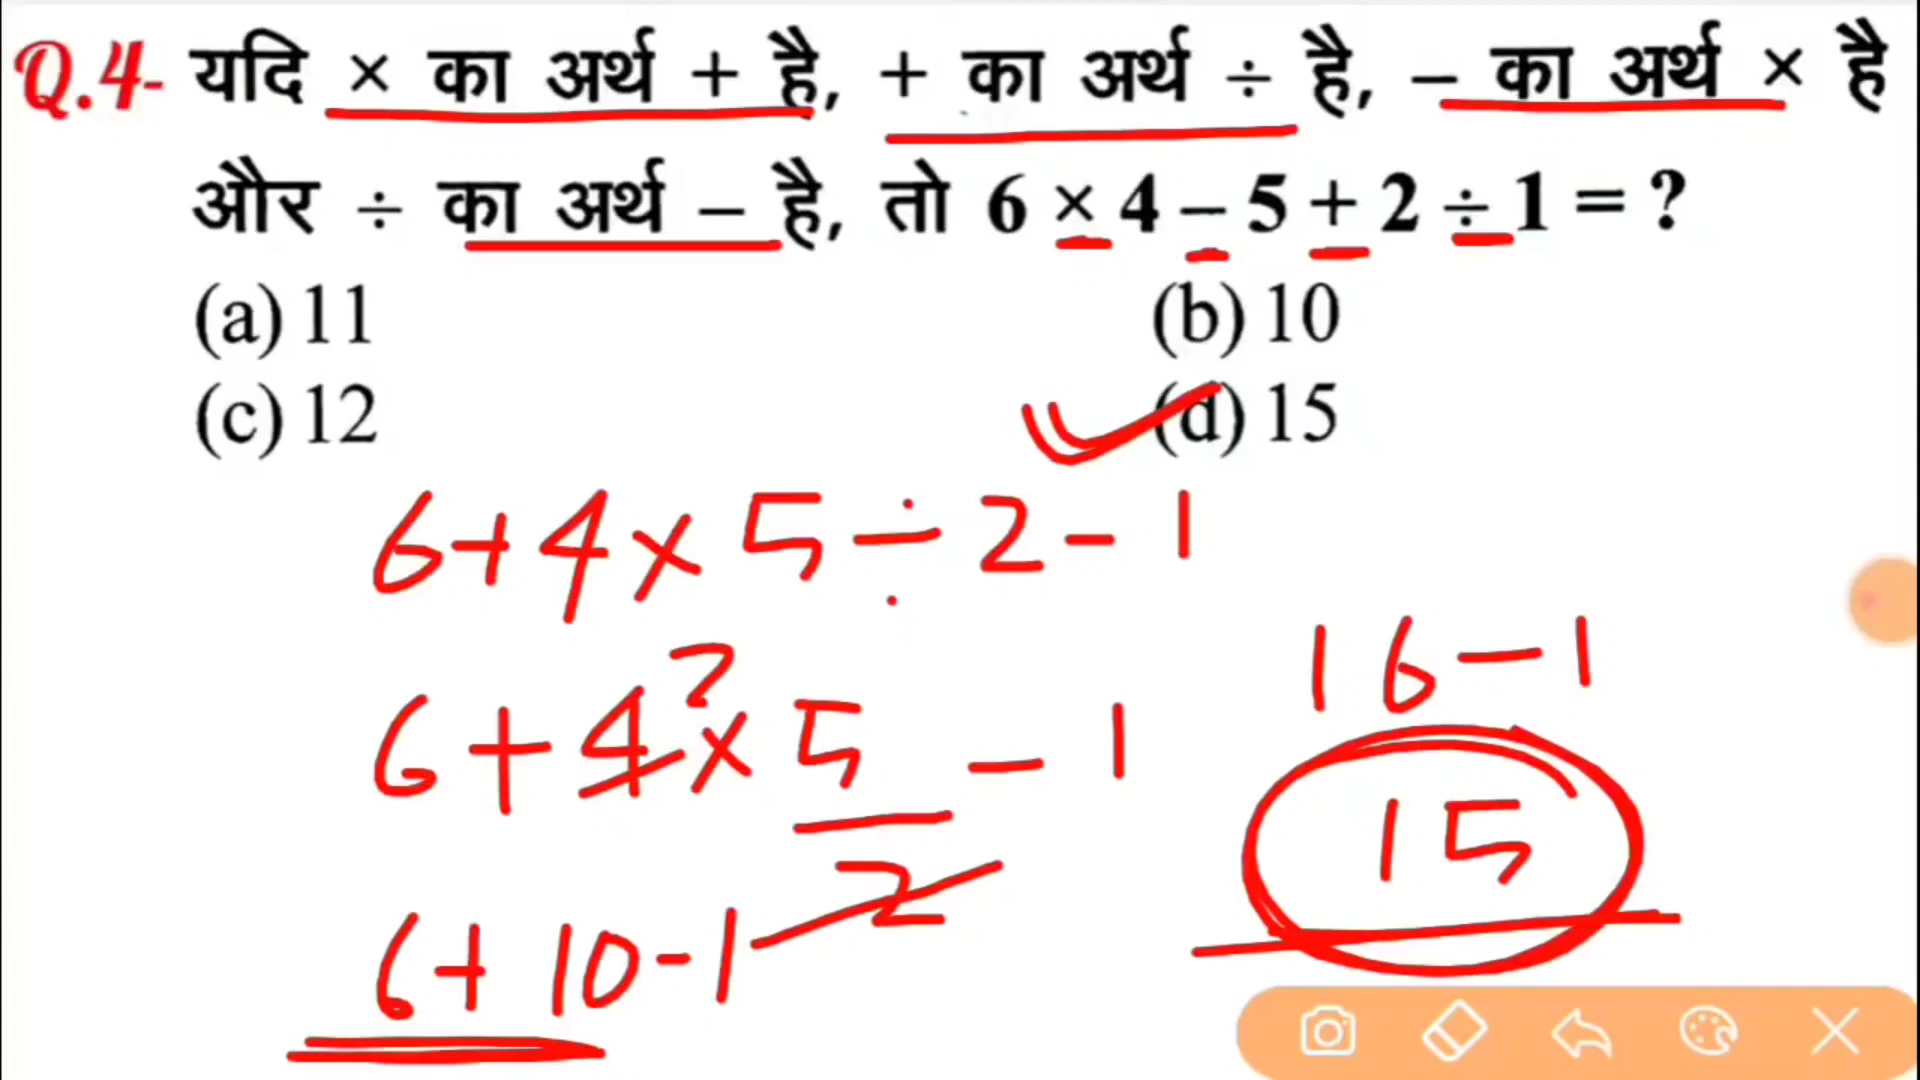 Q.4- यदि × का अर्थ + है, + का अर्थ ÷ है, – का अर्थ × है
और ÷ का अर्थ – है, तो 6 × 4 – 5 + 2 ÷ 1 = ?
(a) 11
(b) 10
(c) 12
(d) 15
6+4×5÷2-1
2
6+4×5-1
2
6+10-1
16-1
15